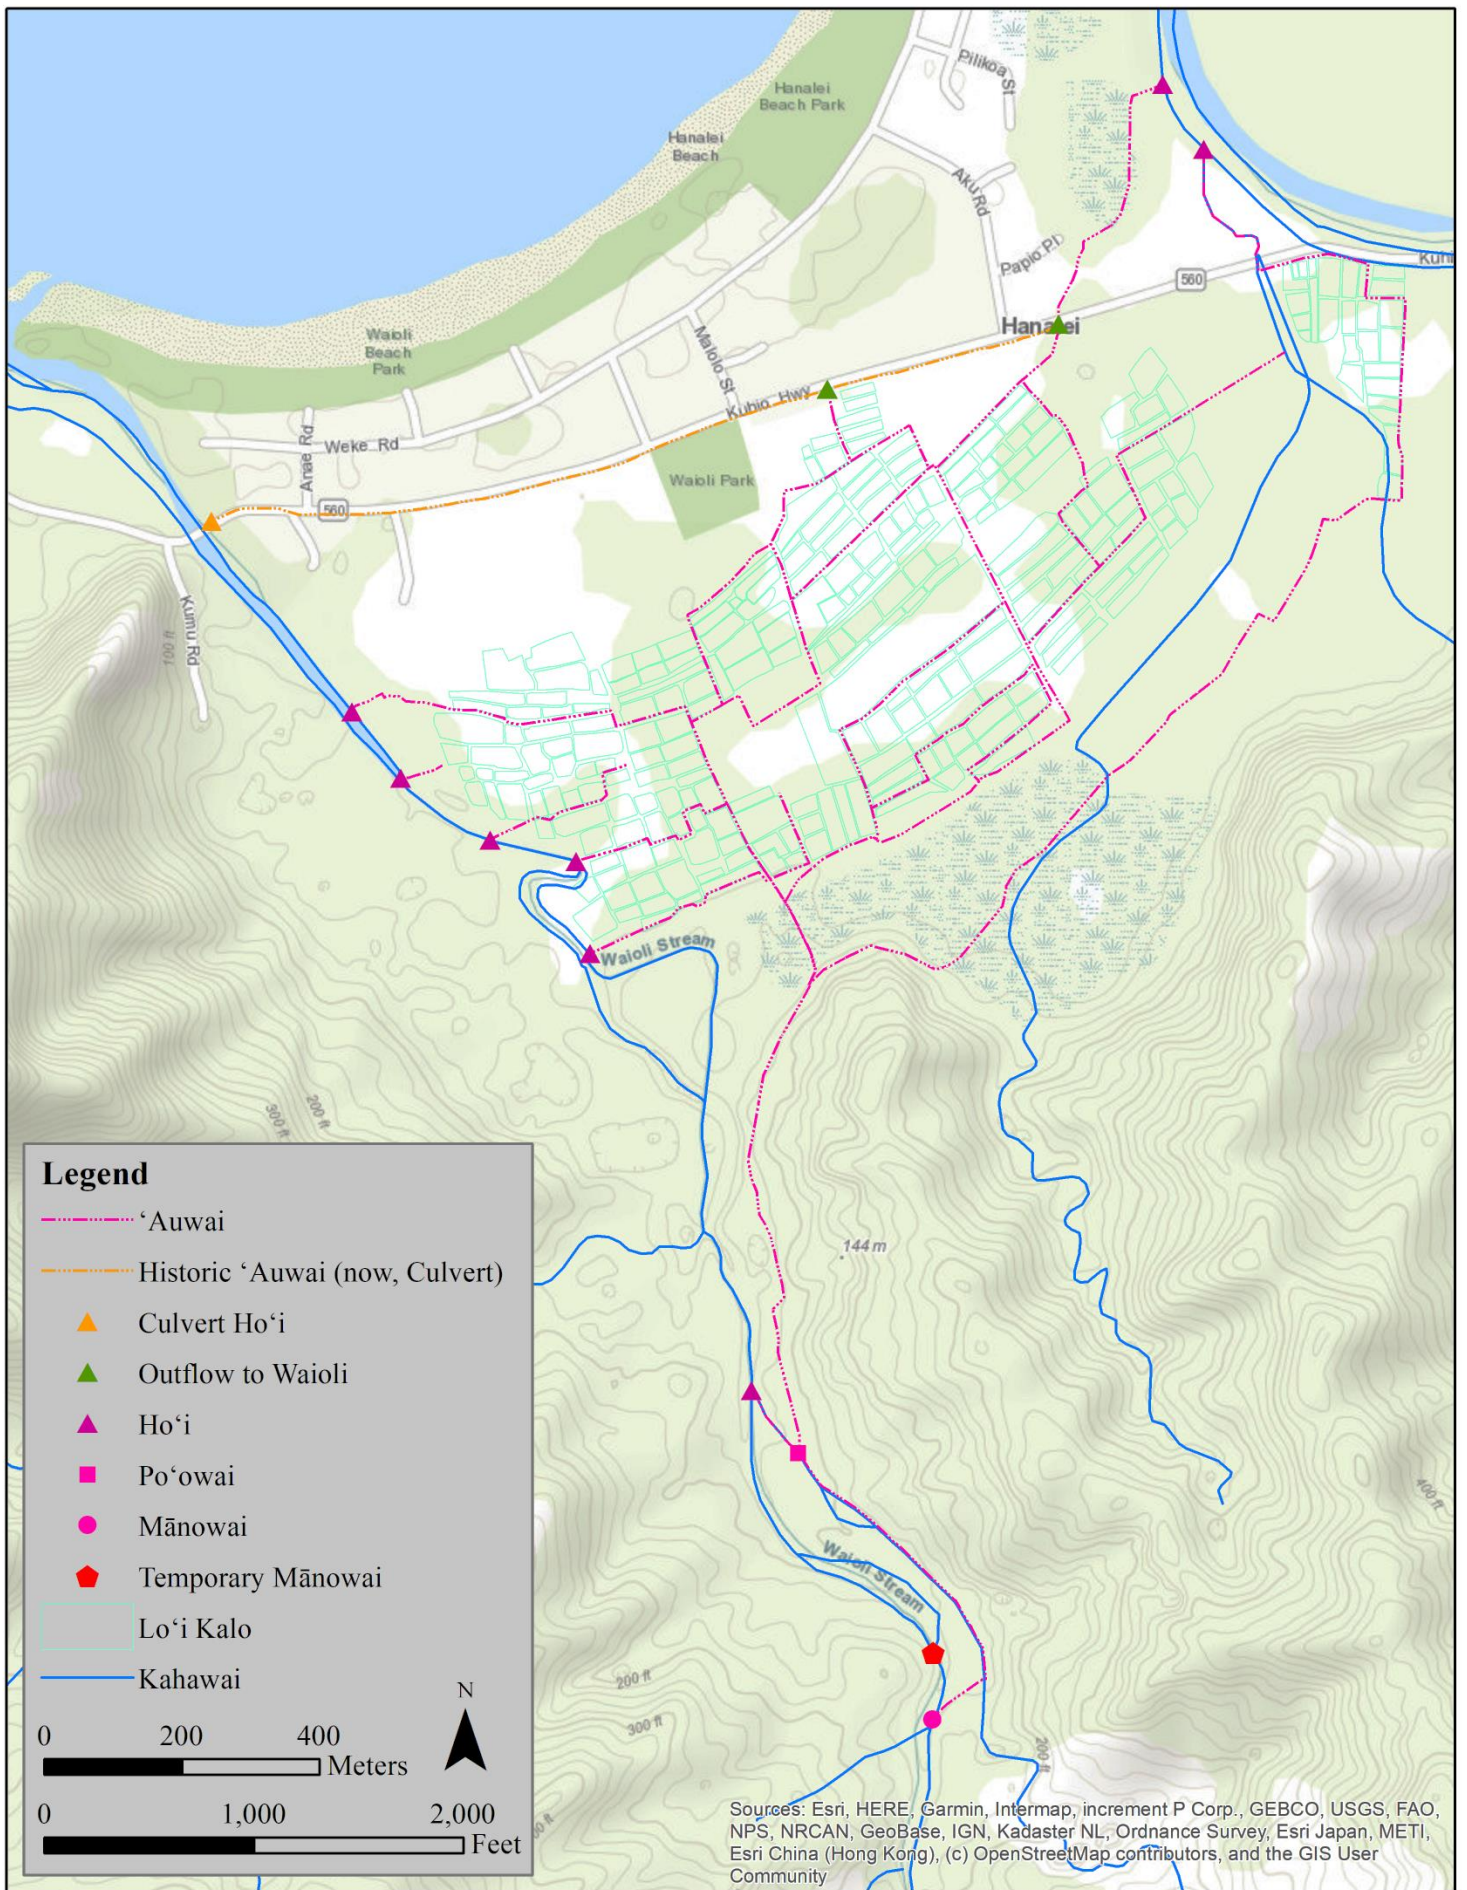 Pilikoa St
Hanalei
Beach Park
Hanalei
Beach
Aku Rd
Papio Pl
560
Hanalei
Waioli
Beach
Park
Malolo St
Kuhio Hwy
Weke Rd
Anae Rd
560
Waioli Park
Kumu Rd
100 ft
Waioli Stream
200 ft
300 ft
144 m
400 ft
Waioli Stream
200 ft
300 ft
200 ft
Legend
ʻAuwai
Historic ʻAuwai (now, Culvert)
Culvert Hoʻi
Outflow to Waioli
Hoʻi
Poʻowai
Mānowai
Temporary Mānowai
Loʻi Kalo
Kahawai
N
0 200 400
Meters
0 1,000 2,000
Feet
Sources: Esri, HERE, Garmin, Intermap, increment P Corp., GEBCO, USGS, FAO,
NPS, NRCAN, GeoBase, IGN, Kadaster NL, Ordnance Survey, Esri Japan, METI,
Esri China (Hong Kong), (c) OpenStreetMap contributors, and the GIS User
Community